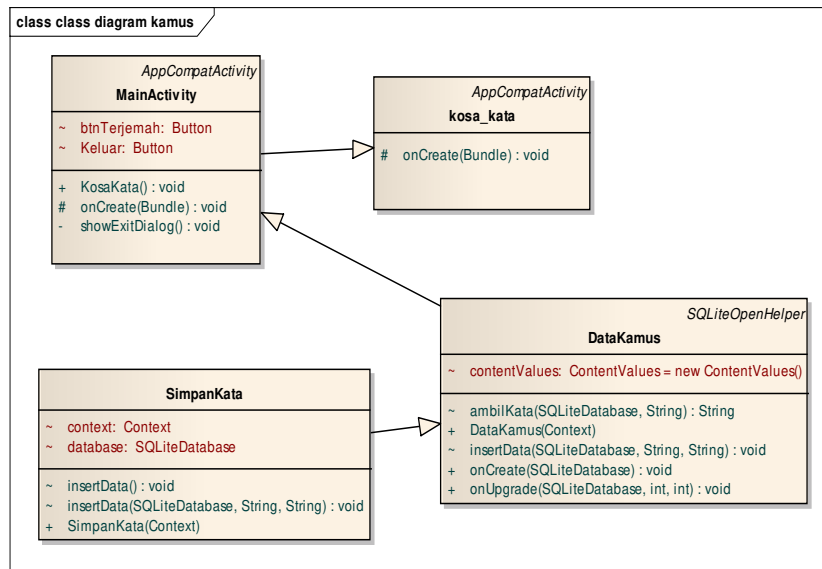 class class diagram kamus
AppCompatActivity
MainActivity
~ btnTerjemah: Button
~ Keluar: Button
+ KosaKata() : void
# onCreate(Bundle) : void
- showExitDialog() : void
AppCompatActivity
kosa_kata
# onCreate(Bundle) : void
SQLiteOpenHelper
DataKamus
~ contentValues: ContentValues = new ContentValues()
~ ambilKata(SQLiteDatabase, String) : String
+ DataKamus(Context)
~ insertData(SQLiteDatabase, String, String) : void
+ onCreate(SQLiteDatabase) : void
+ onUpgrade(SQLiteDatabase, int, int) : void
SimpanKata
~ context: Context
~ database: SQLiteDatabase
~ insertData() : void
~ insertData(SQLiteDatabase, String, String) : void
+ SimpanKata(Context)